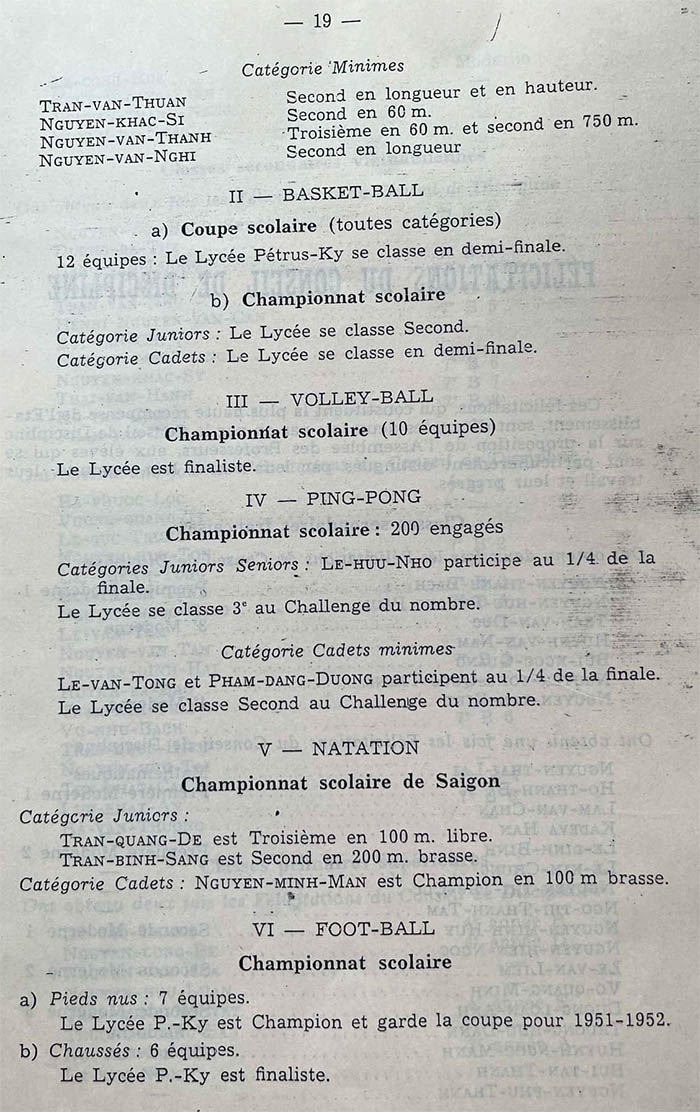 — 19 —
Catégorie Minimes
TRAN-VAN-THUAN Second en longueur et en hauteur.
NGUYEN-KHAC-SI Second en 60 m.
NGUYEN-VAN-THANH Troisième en 60 m. et second en 750 m.
NGUYEN-VAN-NGHI Second en longueur
II — BASKET-BALL
a) Coupe scolaire (toutes catégories)
12 équipes : Le Lycée Pétrus-Ky se classe en demi-finale.
b) Championnat scolaire
Catégorie Juniors : Le Lycée se classe Second.
Catégorie Cadets : Le Lycée se classe en demi-finale.
III — VOLLEY-BALL
Championnat scolaire (10 équipes)
Le Lycée est finaliste.
IV — PING-PONG
Championnat scolaire : 200 engagés
Catégories Juniors Seniors : LE-HUU-NHO participe au 1/4 de la
finale.
Le Lycée se classe 3e au Challenge du nombre.
Catégorie Cadets minimes
LE-VAN-TONG et PHAM-DANG-DUONG participent au 1/4 de la finale.
Le Lycée se classe Second au Challenge du nombre.
V — NATATION
Championnat scolaire de Saigon
Catégorie Juniors :
TRAN-QUANG-DE est Troisième en 100 m. libre.
TRAN-BINH-SANG est Second en 200 m. brasse.
Catégorie Cadets : NGUYEN-MINH-MAN est Champion en 100 m brasse.
VI — FOOT-BALL
Championnat scolaire
a) Pieds nus : 7 équipes.
Le Lycée P.-Ky est Champion et garde la coupe pour 1951-1952.
b) Chaussés : 6 équipes.
Le Lycée P.-Ky est finaliste.